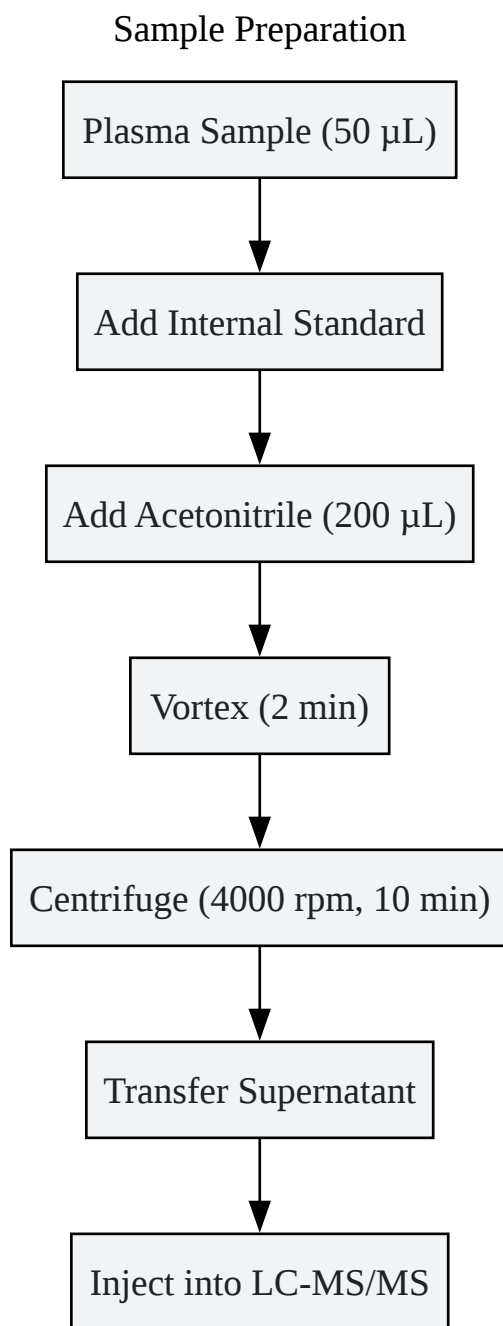 Sample Preparation
Plasma Sample (50 µL)
Add Internal Standard
Add Acetonitrile (200 µL)
Vortex (2 min)
Centrifuge (4000 rpm, 10 min)
Transfer Supernatant
Inject into LC-MS/MS